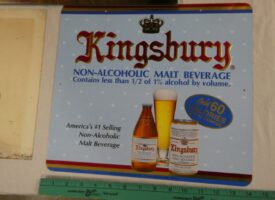 Kingsbury
NON-ALCOHOLIC MALT BEVERAGE
Contains less than 1/2 of 1% alcohol by volume.
Only 60
CALORIES
America's #1 Selling
Non-Alcoholic
Malt Beverage
Kingsbury
Kingsbury